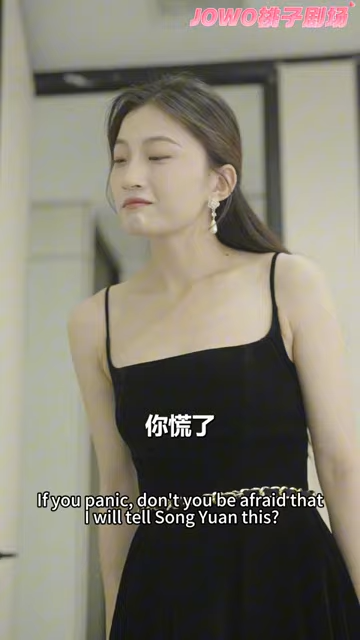 JOWO桃子剧场
你慌了
If you panic, don't you be afraid that
I will tell Song Yuan this?